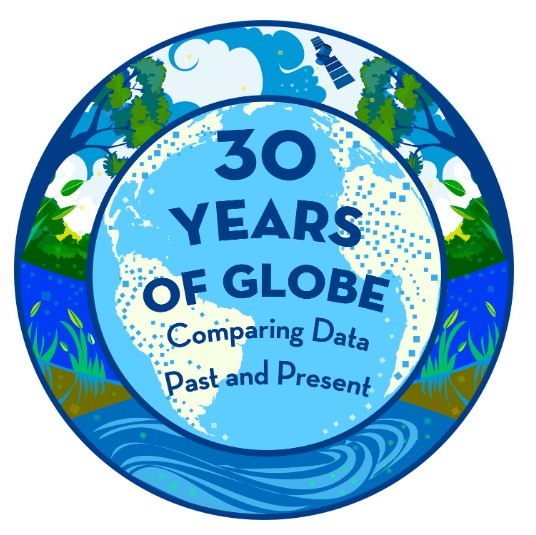 30
YEARS
OF GLOBE
Comparing Data
Past and Present